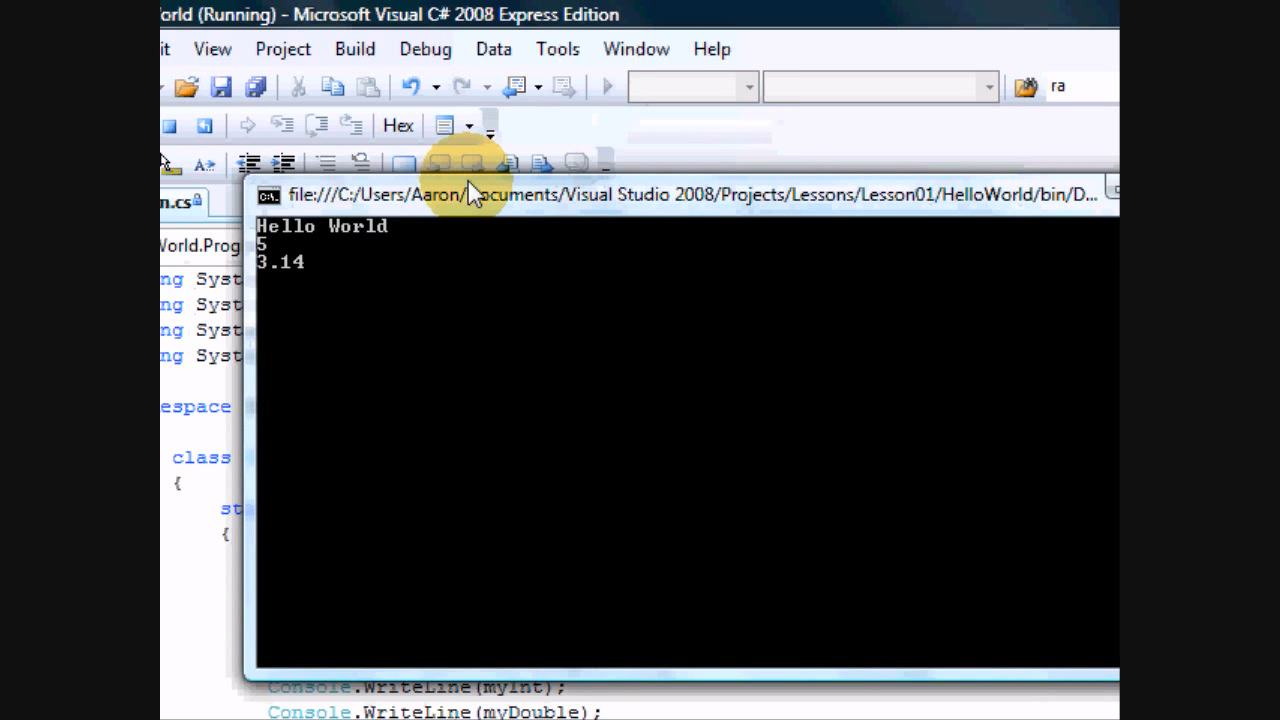 orld (Running) - Microsoft Visual C# 2008 Express Edition
it View Project Build Debug Data Tools Window Help
ra
Hex
A
m.cs
file:///C:/Users/Aaron/Documents/Visual Studio 2008/Projects/Lessons/Lesson01/HelloWorld/bin/D...
C:\.
Hello World
5
3.14
World.Prog
ng Syst
ng Syst
ng Syst
ng Syst
espace
class
{
st
{
Console.WriteLine(myInt);
Console.WriteLine(myDouble);